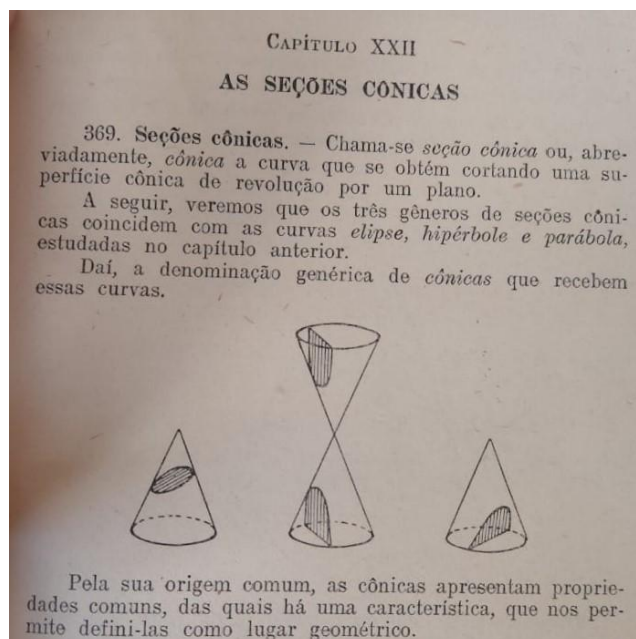 CAPÍTULO XXII
AS SEÇÕES CÔNICAS
369. Seções cônicas. — Chama-se seção cônica ou, abre-
viadamente, cônica a curva que se obtém cortando uma su-
perfície cônica de revolução por um plano.
A seguir, veremos que os três gêneros de seções côni-
cas coincidem com as curvas elipse, hipérbole e parábola,
estudadas no capítulo anterior.
Daí, a denominação genérica de cônicas que recebem
essas curvas.
Pela sua origem comum, as cônicas apresentam proprie-
dades comuns, das quais há uma característica, que nos per-
mite defini-las como lugar geométrico.